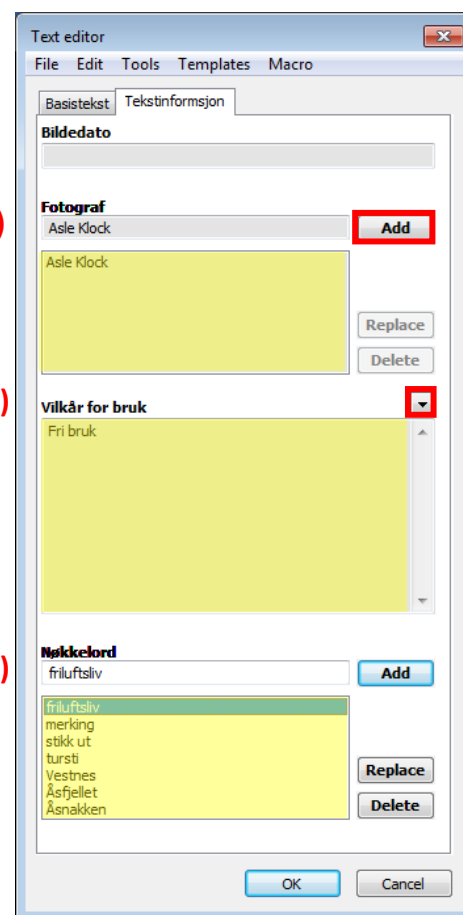 Text editor
File Edit Tools Templates Macro
Basistekst Tekstinformsjon
Bildedato
Fotograf
)
Asle Klock Add
Asle Klock
Replace
Delete
)
Vilkår for bruk
Fri bruk
Nøkkelord
)
friluftsliv Add
friluftsliv
merking
stikk ut
tursti
Vestnes
Åsfjellet
Åsnakken
Replace
Delete
OK Cancel